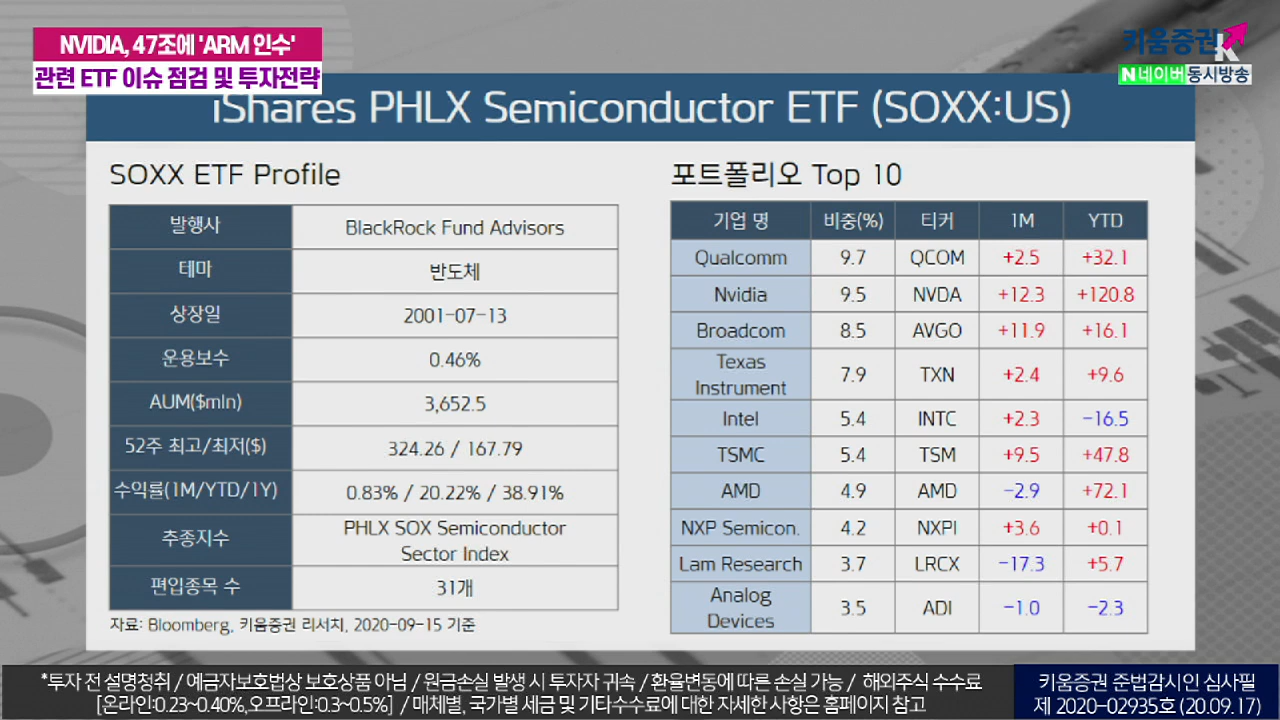 NVIDIA, 47조에 'ARM 인수'
관련 ETF 이슈 점검 및 투자전략
키움증권K
N 네이버 동시방송
iShares PHLX Semiconductor ETF (SOXX:US)
SOXX ETF Profile
발행사 BlackRock Fund Advisors
테마 반도체
상장일 2001-07-13
운용보수 0.46%
AUM($mln) 3,652.5
52주 최고/최저($) 324.26 / 167.79
수익률(1M/YTD/1Y) 0.83% / 20.22% / 38.91%
추종지수 PHLX SOX Semiconductor
Sector Index
편입종목 수 31개
자료: Bloomberg, 키움증권 리서치, 2020-09-15 기준
포트폴리오 Top 10
기업 명 비중(%) 티커 1M YTD
Qualcomm 9.7 QCOM +2.5 +32.1
Nvidia 9.5 NVDA +12.3 +120.8
Broadcom 8.5 AVGO +11.9 +16.1
Texas
Instrument 7.9 TXN +2.4 +9.6
Intel 5.4 INTC +2.3 -16.5
TSMC 5.4 TSM +9.5 +47.8
AMD 4.9 AMD -2.9 +72.1
NXP Semicon. 4.2 NXPI +3.6 +0.1
Lam Research 3.7 LRCX -17.3 +5.7
Analog
Devices 3.5 ADI -1.0 -2.3
*투자 전 설명청취 / 예금자보호법상 보호상품 아님 / 원금손실 발생 시 투자자 귀속 / 환율변동에 따른 손실 가능 / 해외주식 수수료
[온라인:0.23~0.40%,오프라인:0.3~0.5%] / 매체별, 국가별 세금 및 기타수수료에 대한 자세한 사항은 홈페이지 참고
키움증권 준법감시인 심사필
제 2020-02935호 (20.09.17)